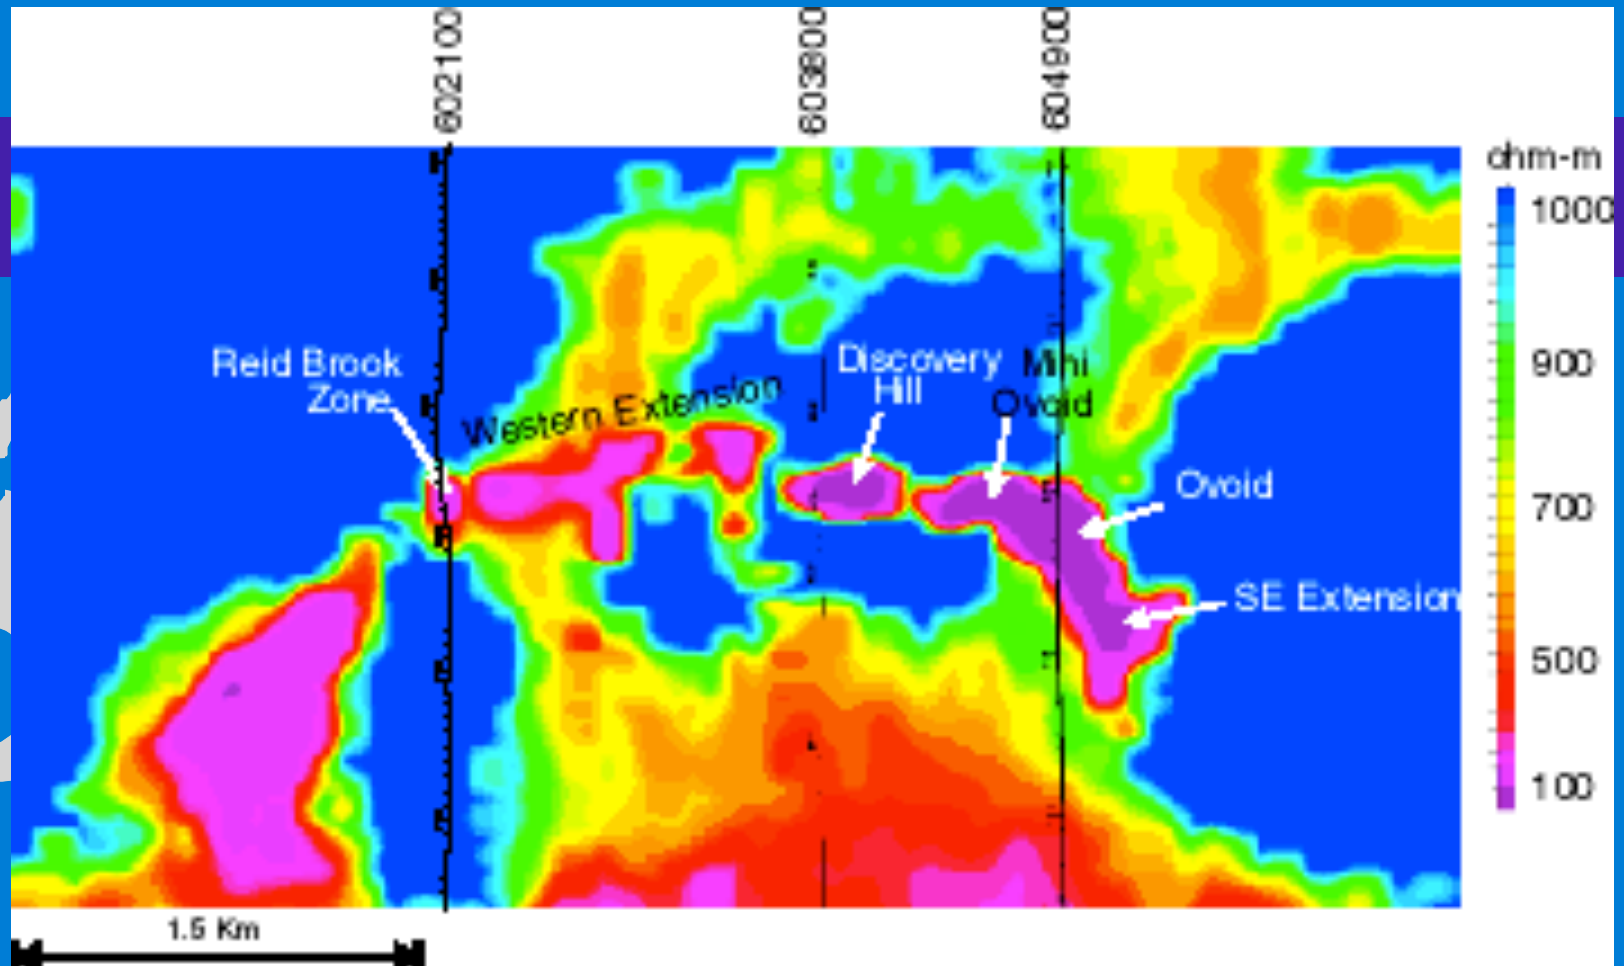 602100
603800
604900
ohm-m
1000
900
700
500
100
Reid Brook
Zone
Western Extension
Discovery
Hill
Mini
Ovoid
Ovoid
SE Extension
1.5 Km